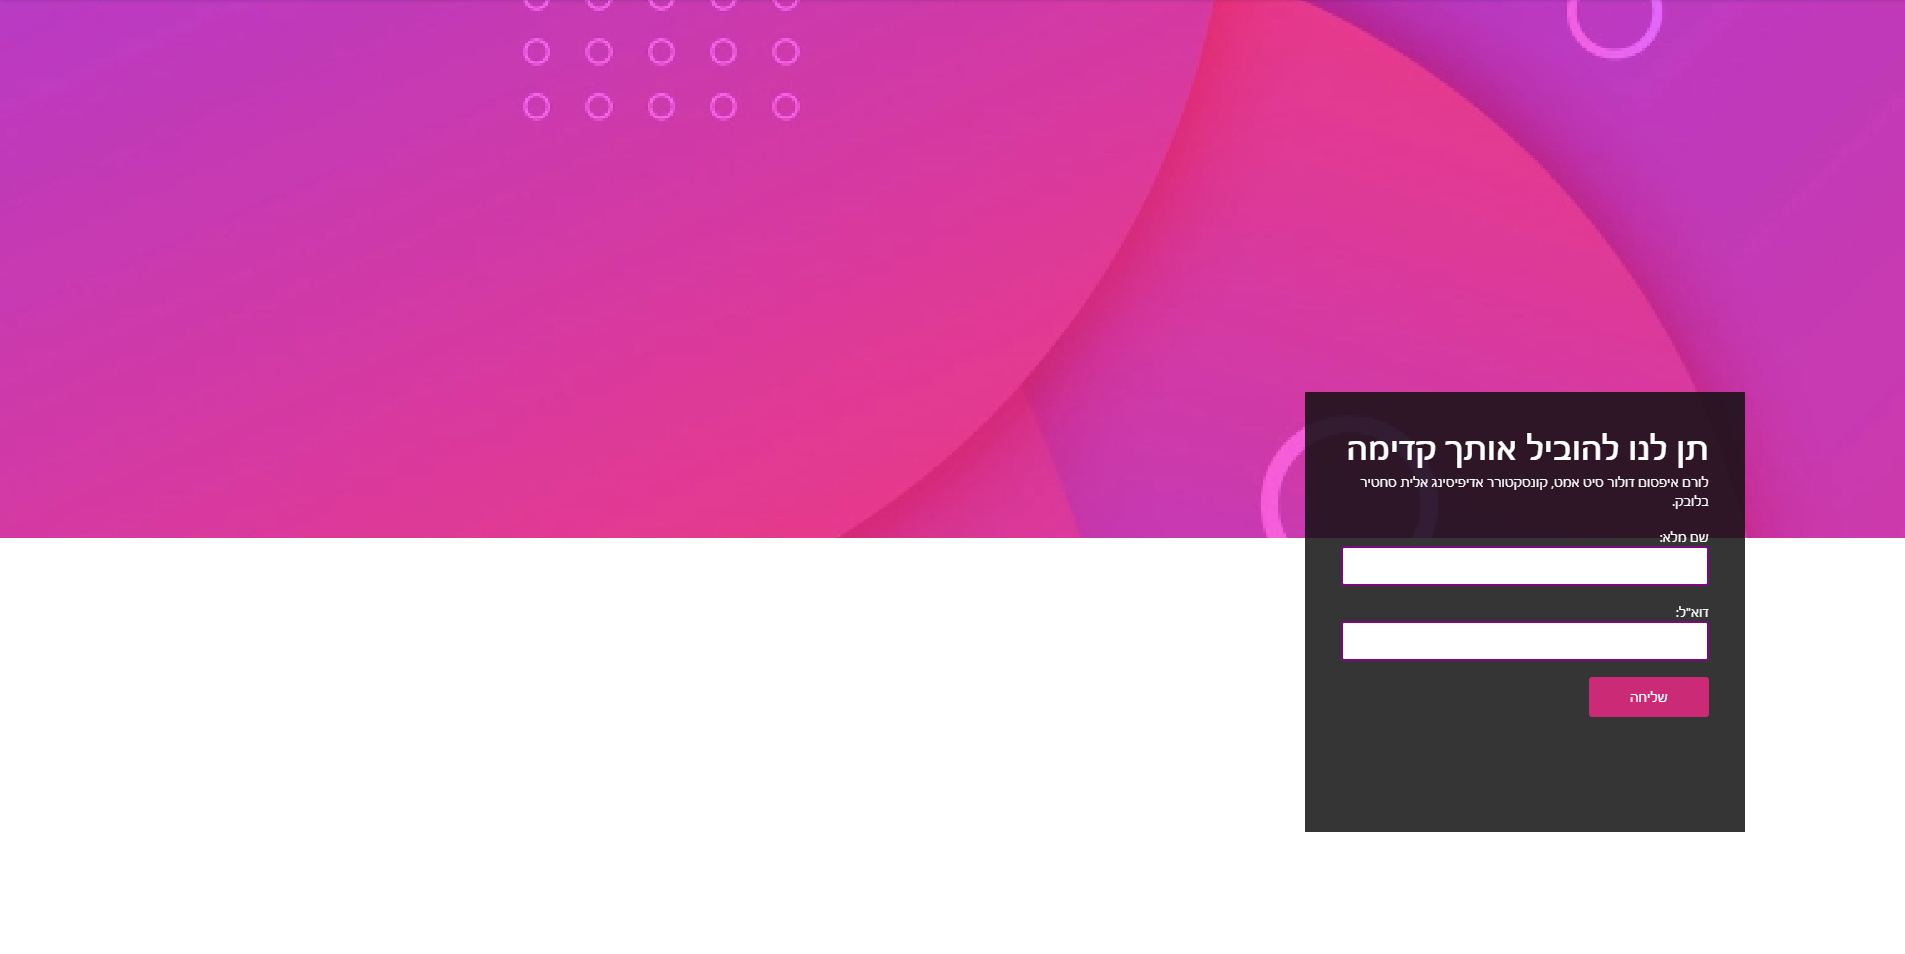 תן לנו להוביל אותך קדימה
לורם איפסום דולור סיט אמט, קונסקטורר אדיפיסינג אלית סחטיר
בלובק.
שם מלא:
דוא"ל:
שליחה